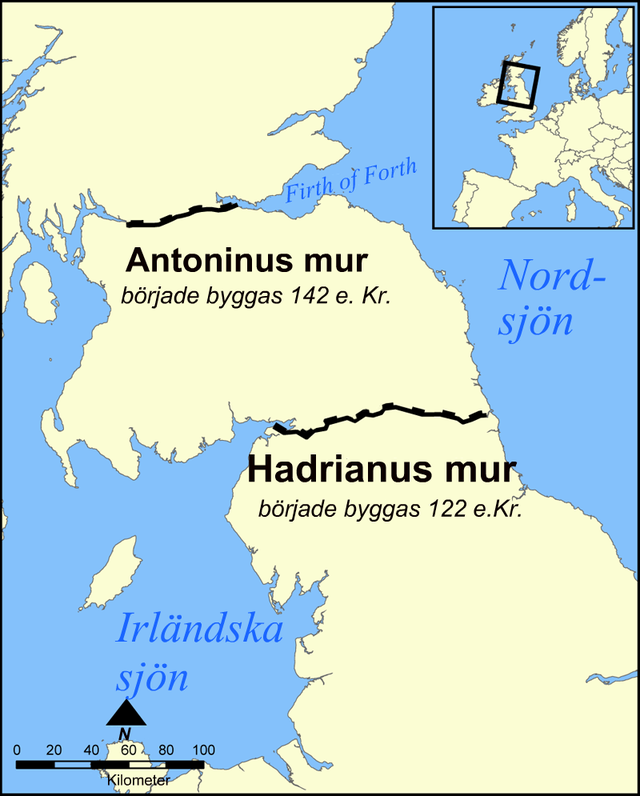 Firth of Forth
Antoninus mur
började byggas 142 e. Kr.
Nord-
sjön
Hadrianus mur
började byggas 122 e.Kr.
Irländska
sjön
N
0 20 40 60 80 100
Kilometer